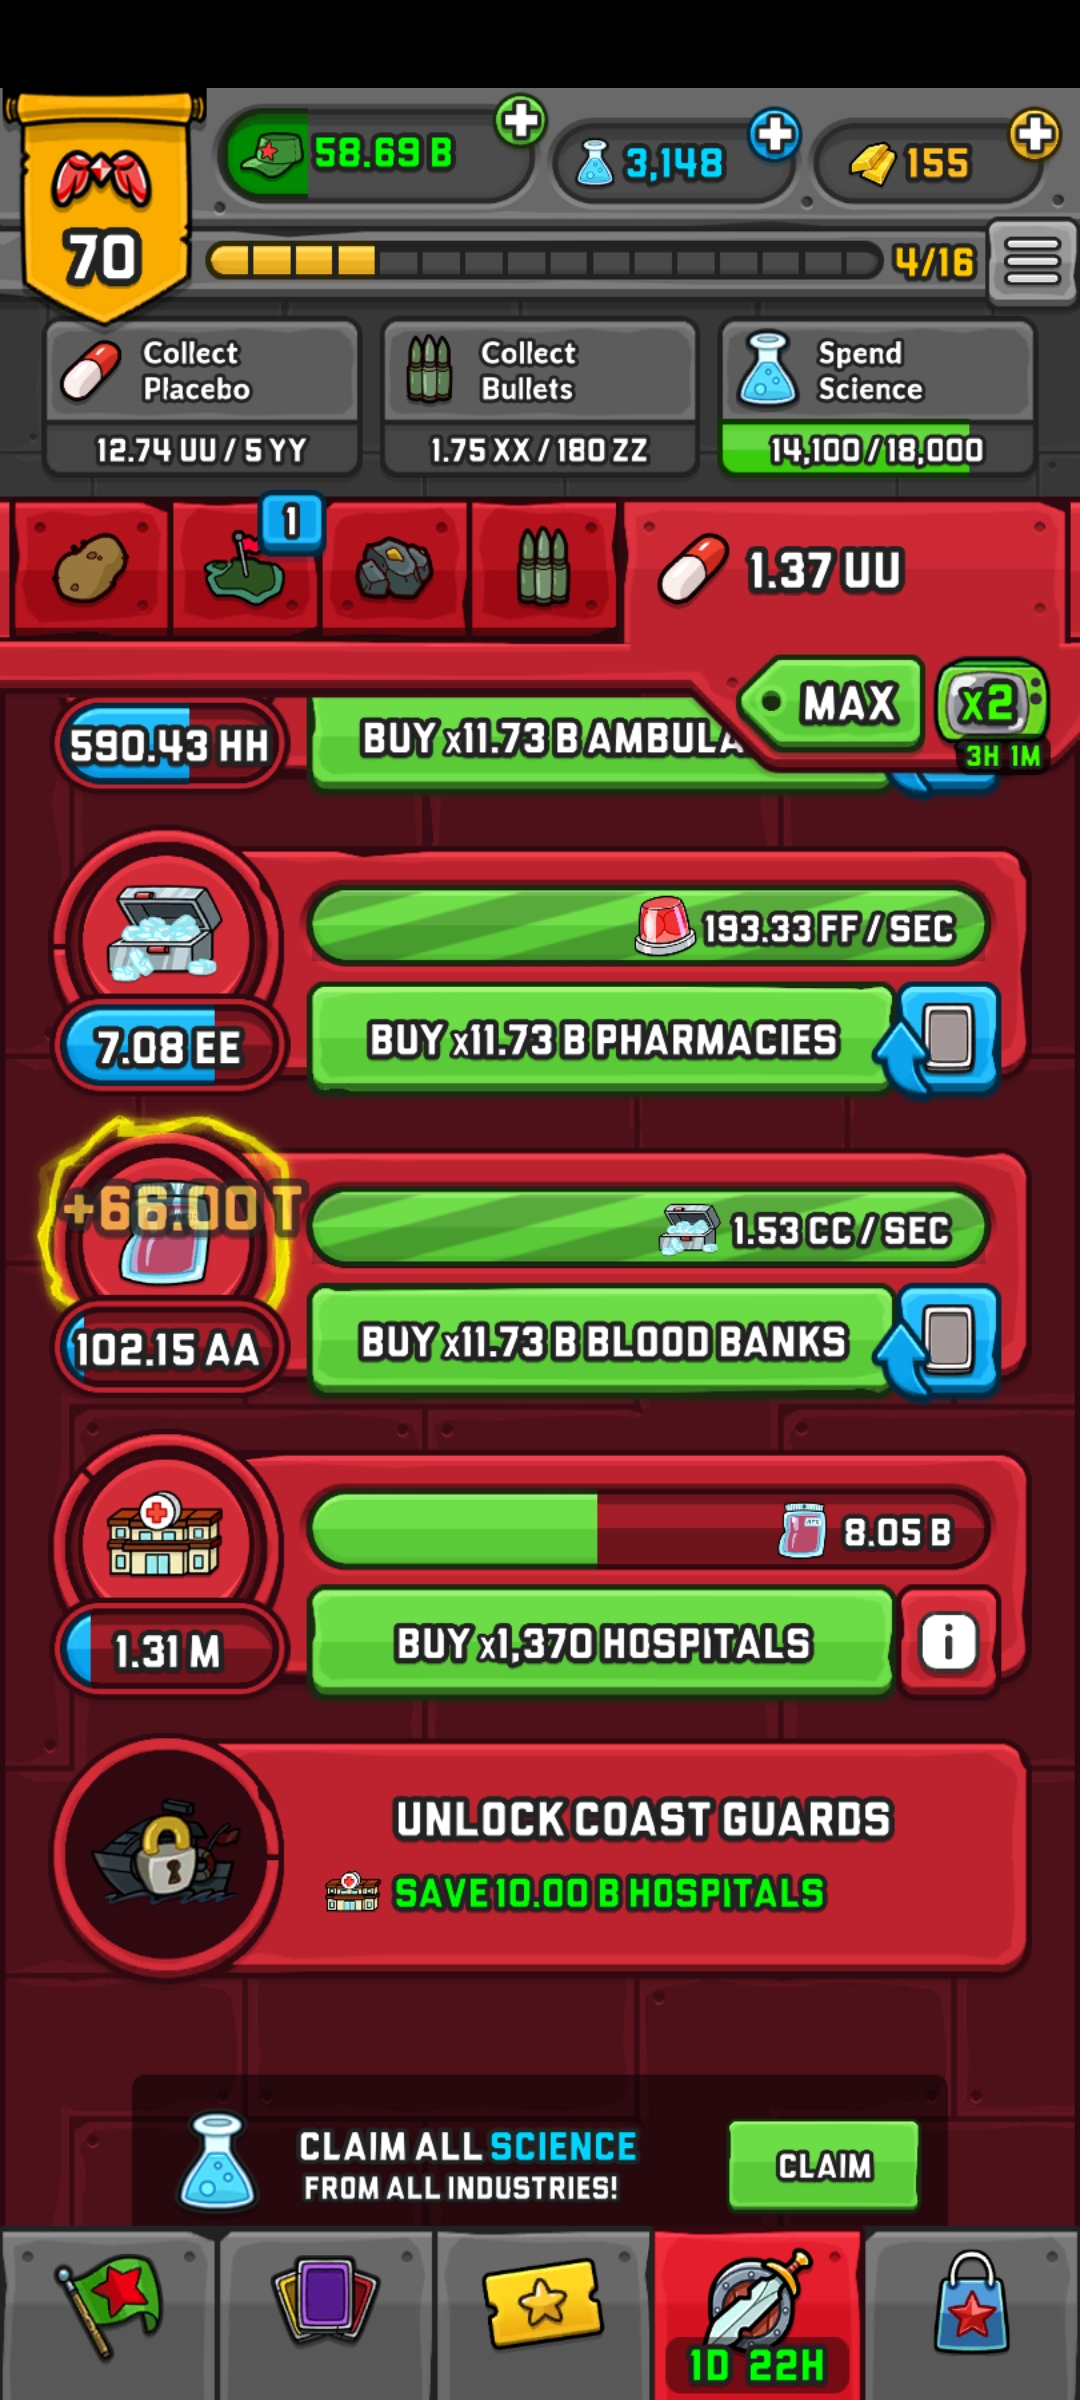 58.69 B
3,148
155
70
4/16
Collect
Placebo
12.74 UU / 5 YY
Collect
Bullets
1.75 XX / 180 ZZ
Spend
Science
14,100 / 18,000
1
1.37 UU
MAX
x2
3H 1M
590.43 HH
BUY x11.73 B AMBULA
193.33 FF / SEC
7.08 EE
BUY x11.73 B PHARMACIES
+66.00 T
1.53 CC / SEC
102.15 AA
BUY x11.73 B BLOOD BANKS
8.05 B
1.31 M
BUY x1,370 HOSPITALS
i
UNLOCK COAST GUARDS
SAVE 10.00 B HOSPITALS
CLAIM ALL SCIENCE
FROM ALL INDUSTRIES!
CLAIM
1D 22H